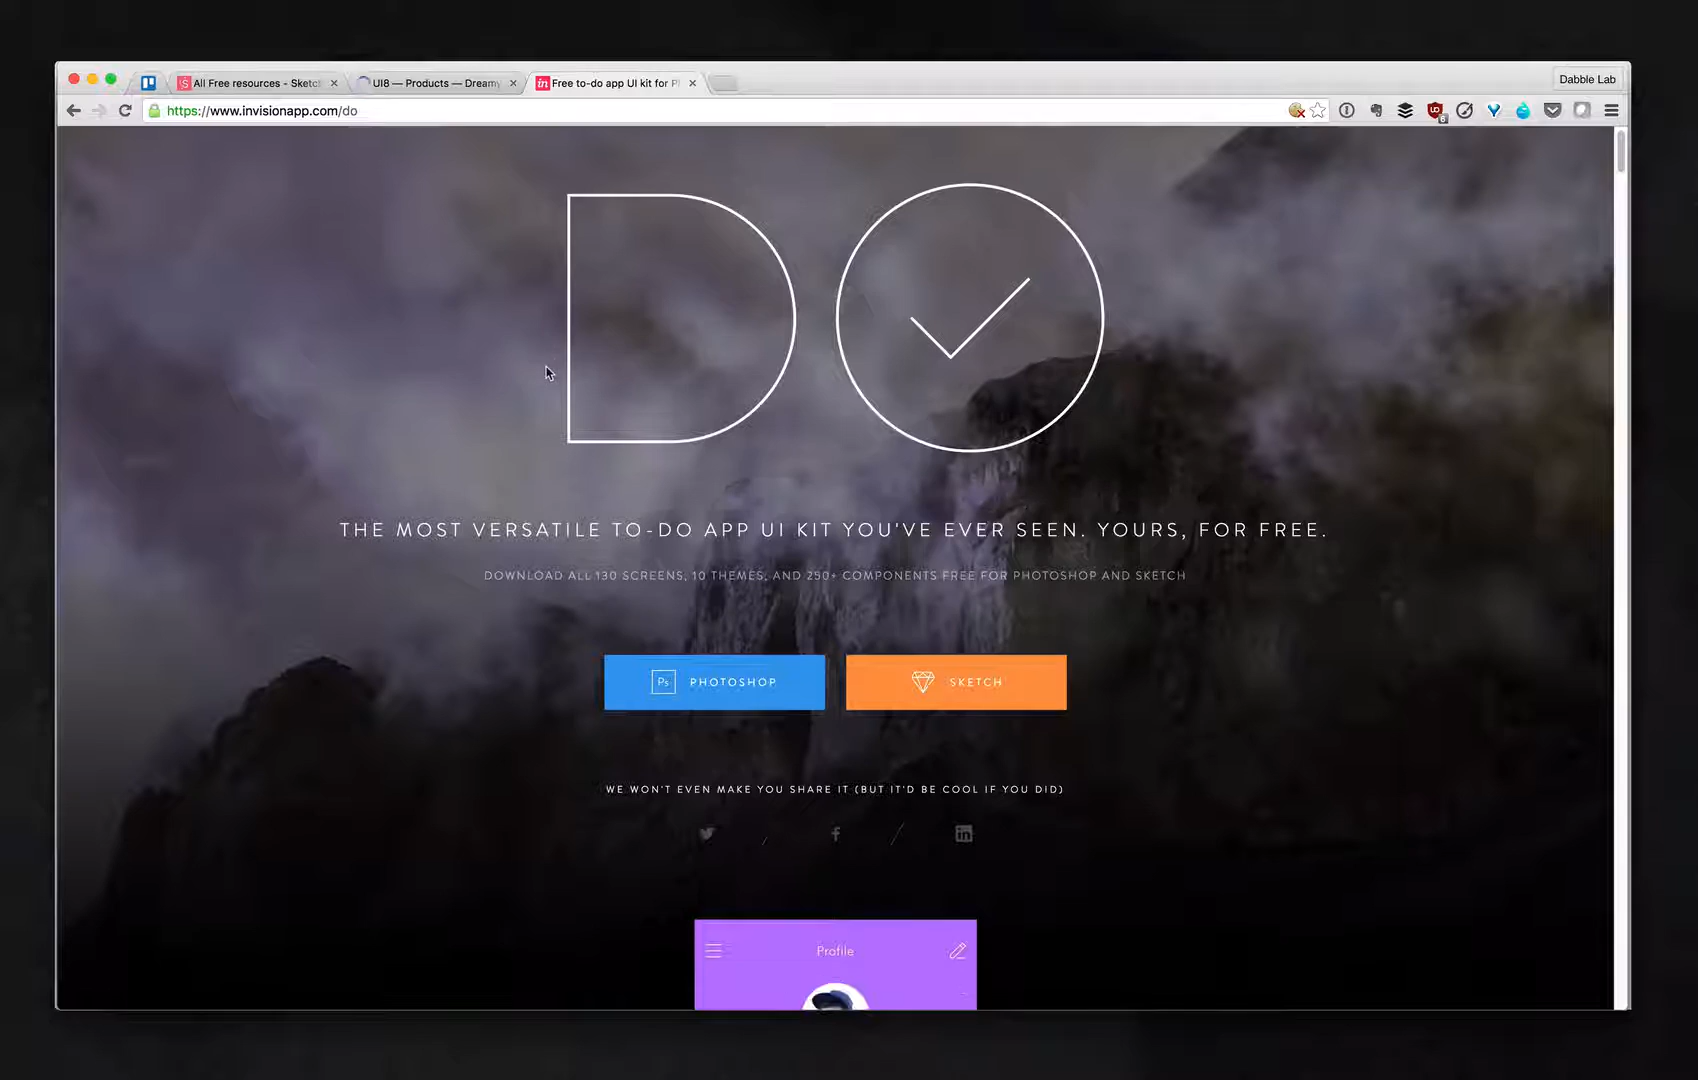 All Free resources - Sketch
UI8 — Products — Dreamy
in Free to-do app UI kit for P
Dabble Lab
https://www.invisionapp.com/do
DO
THE MOST VERSATILE TO-DO APP UI KIT YOU'VE EVER SEEN. YOURS, FOR FREE.
DOWNLOAD ALL 130 SCREENS, 10 THEMES, AND 250+ COMPONENTS FREE FOR PHOTOSHOP AND SKETCH
Ps PHOTOSHOP
SKETCH
WE WON'T EVEN MAKE YOU SHARE IT (BUT IT'D BE COOL IF YOU DID)
Profile